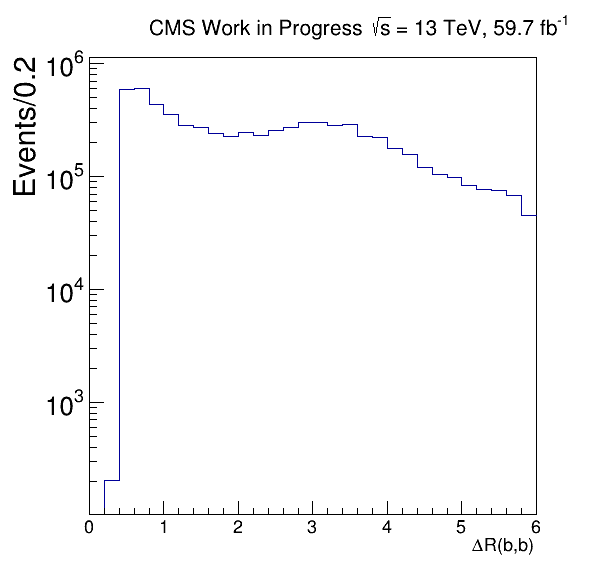 CMS Work in Progress √s = 13 TeV, 59.7 fb⁻¹
Events/0.2
10⁶
10⁵
10⁴
10³
0 1 2 3 4 5 6
ΔR(b,b)